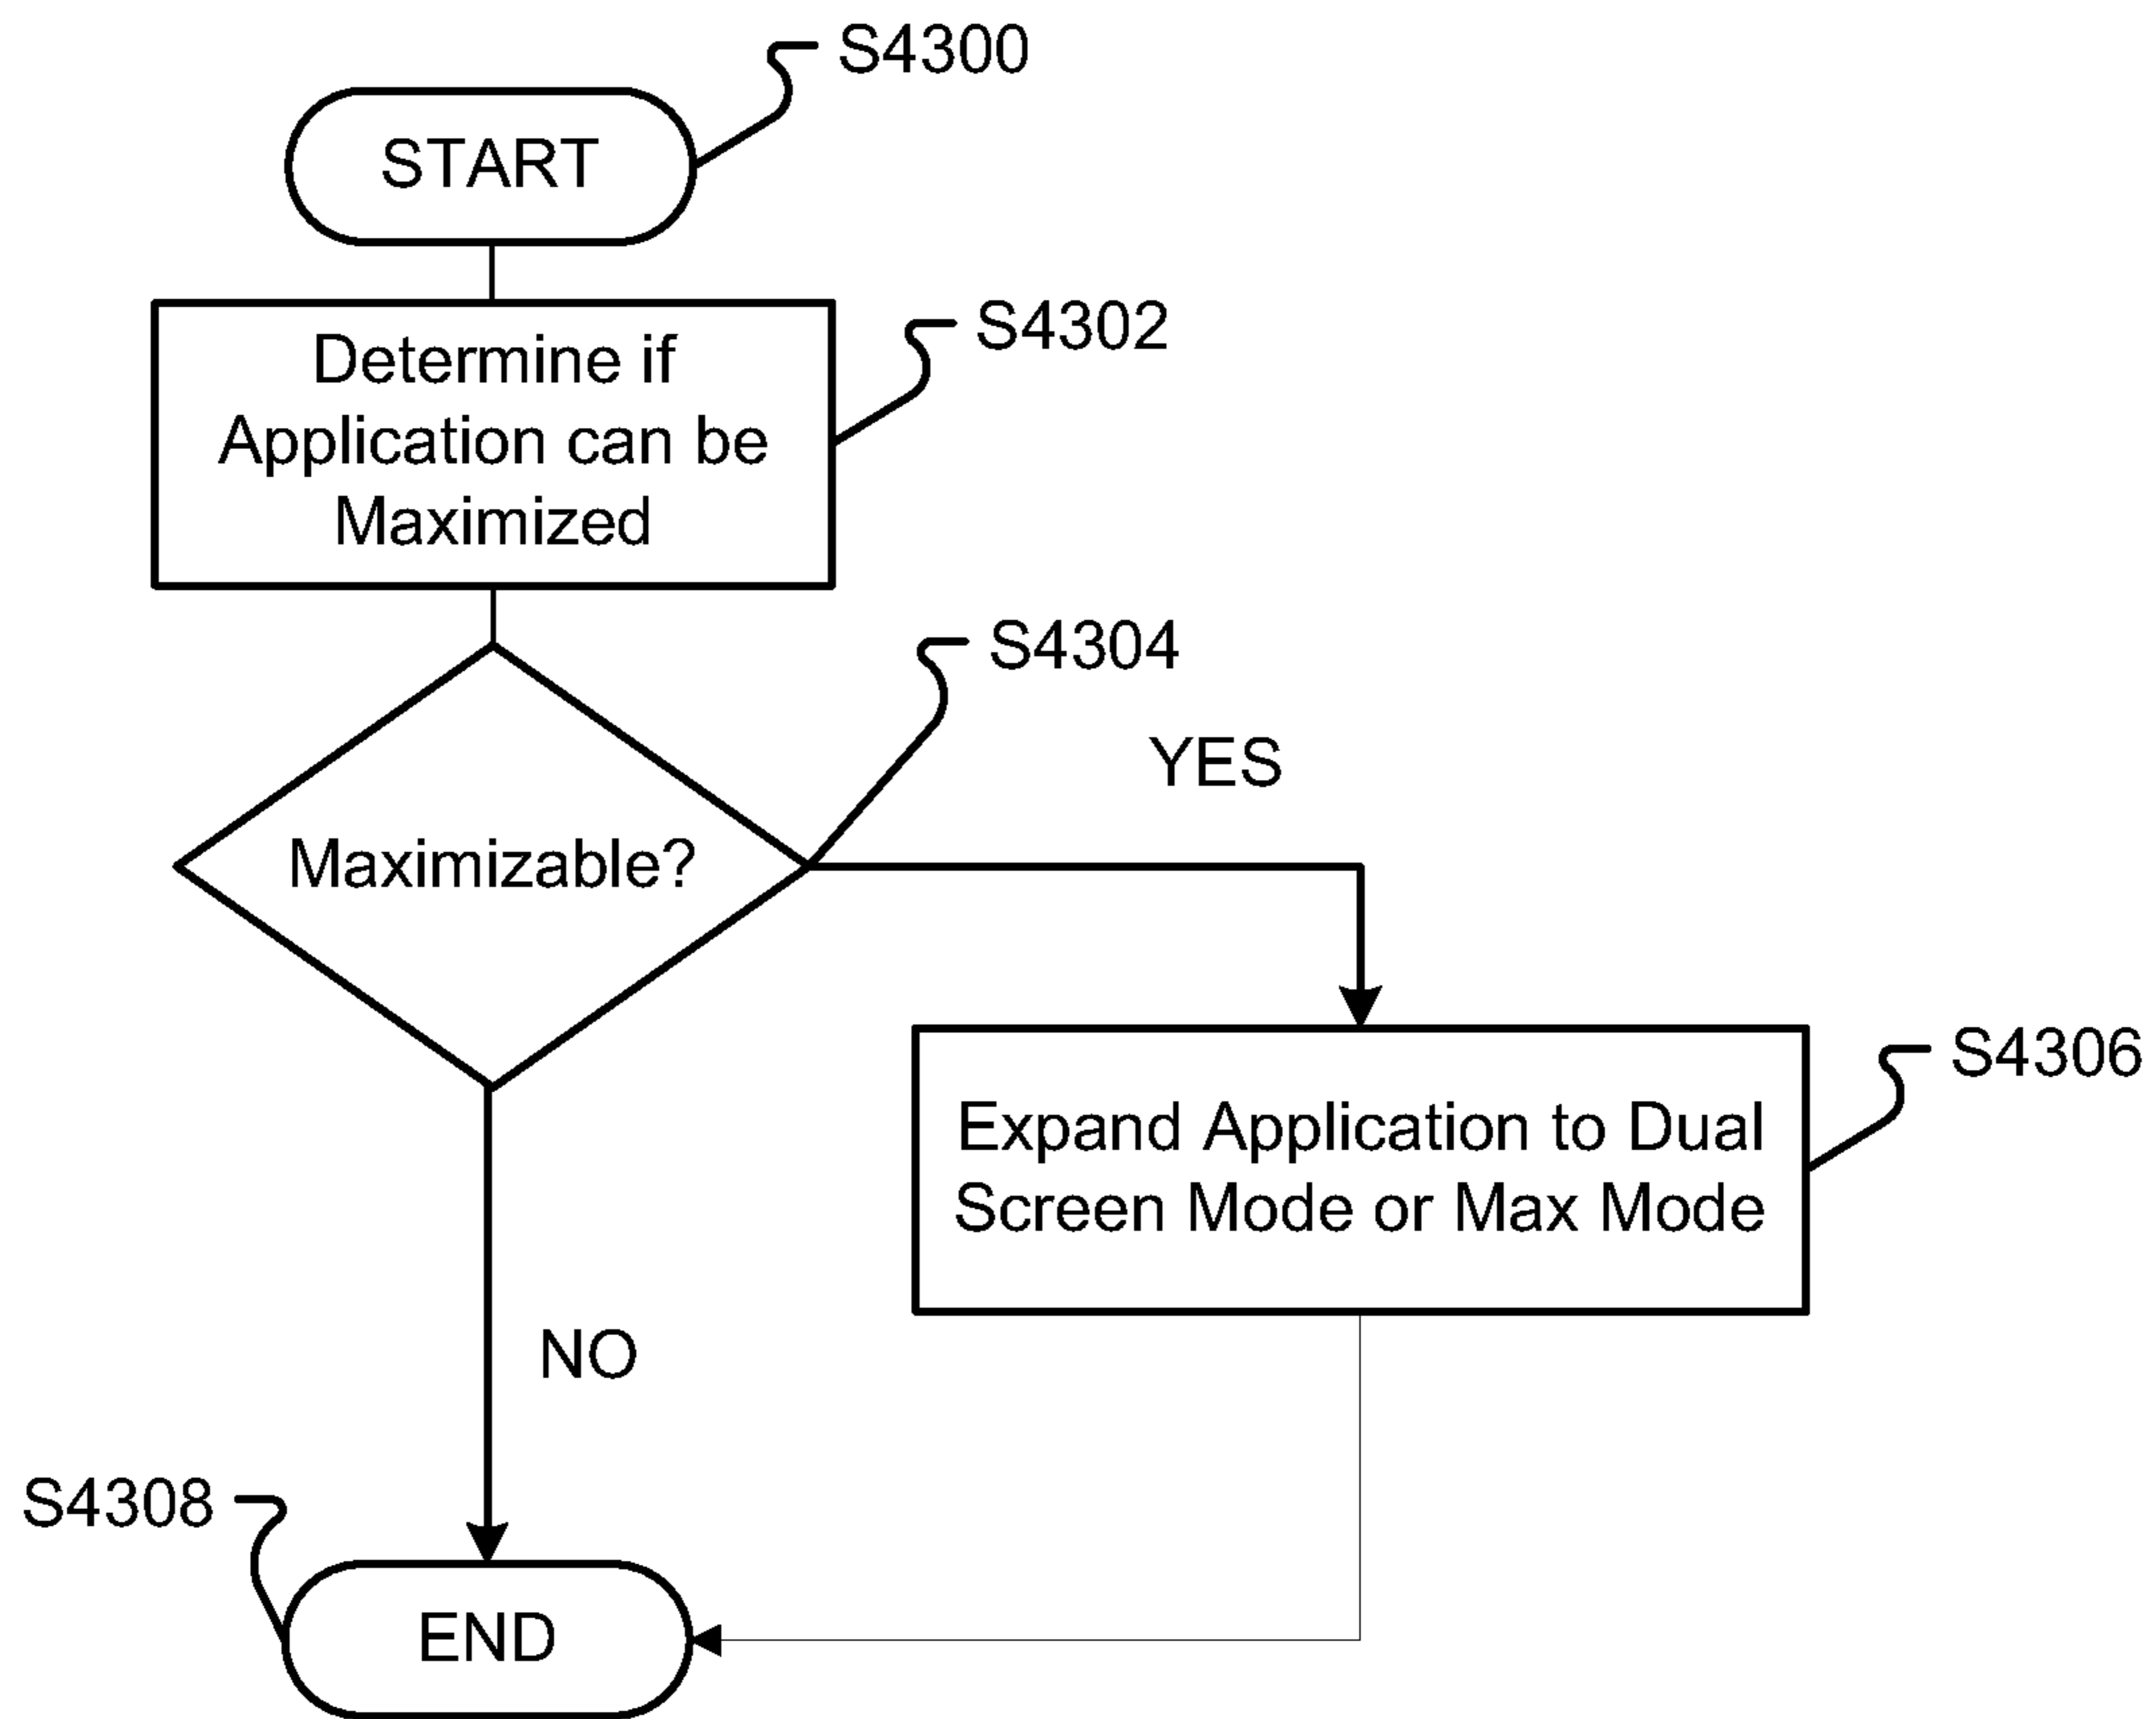 S4300
START
S4302
Determine if
Application can be
Maximized
S4304
YES
Maximizable?
S4306
Expand Application to Dual
Screen Mode or Max Mode
NO
S4308
END